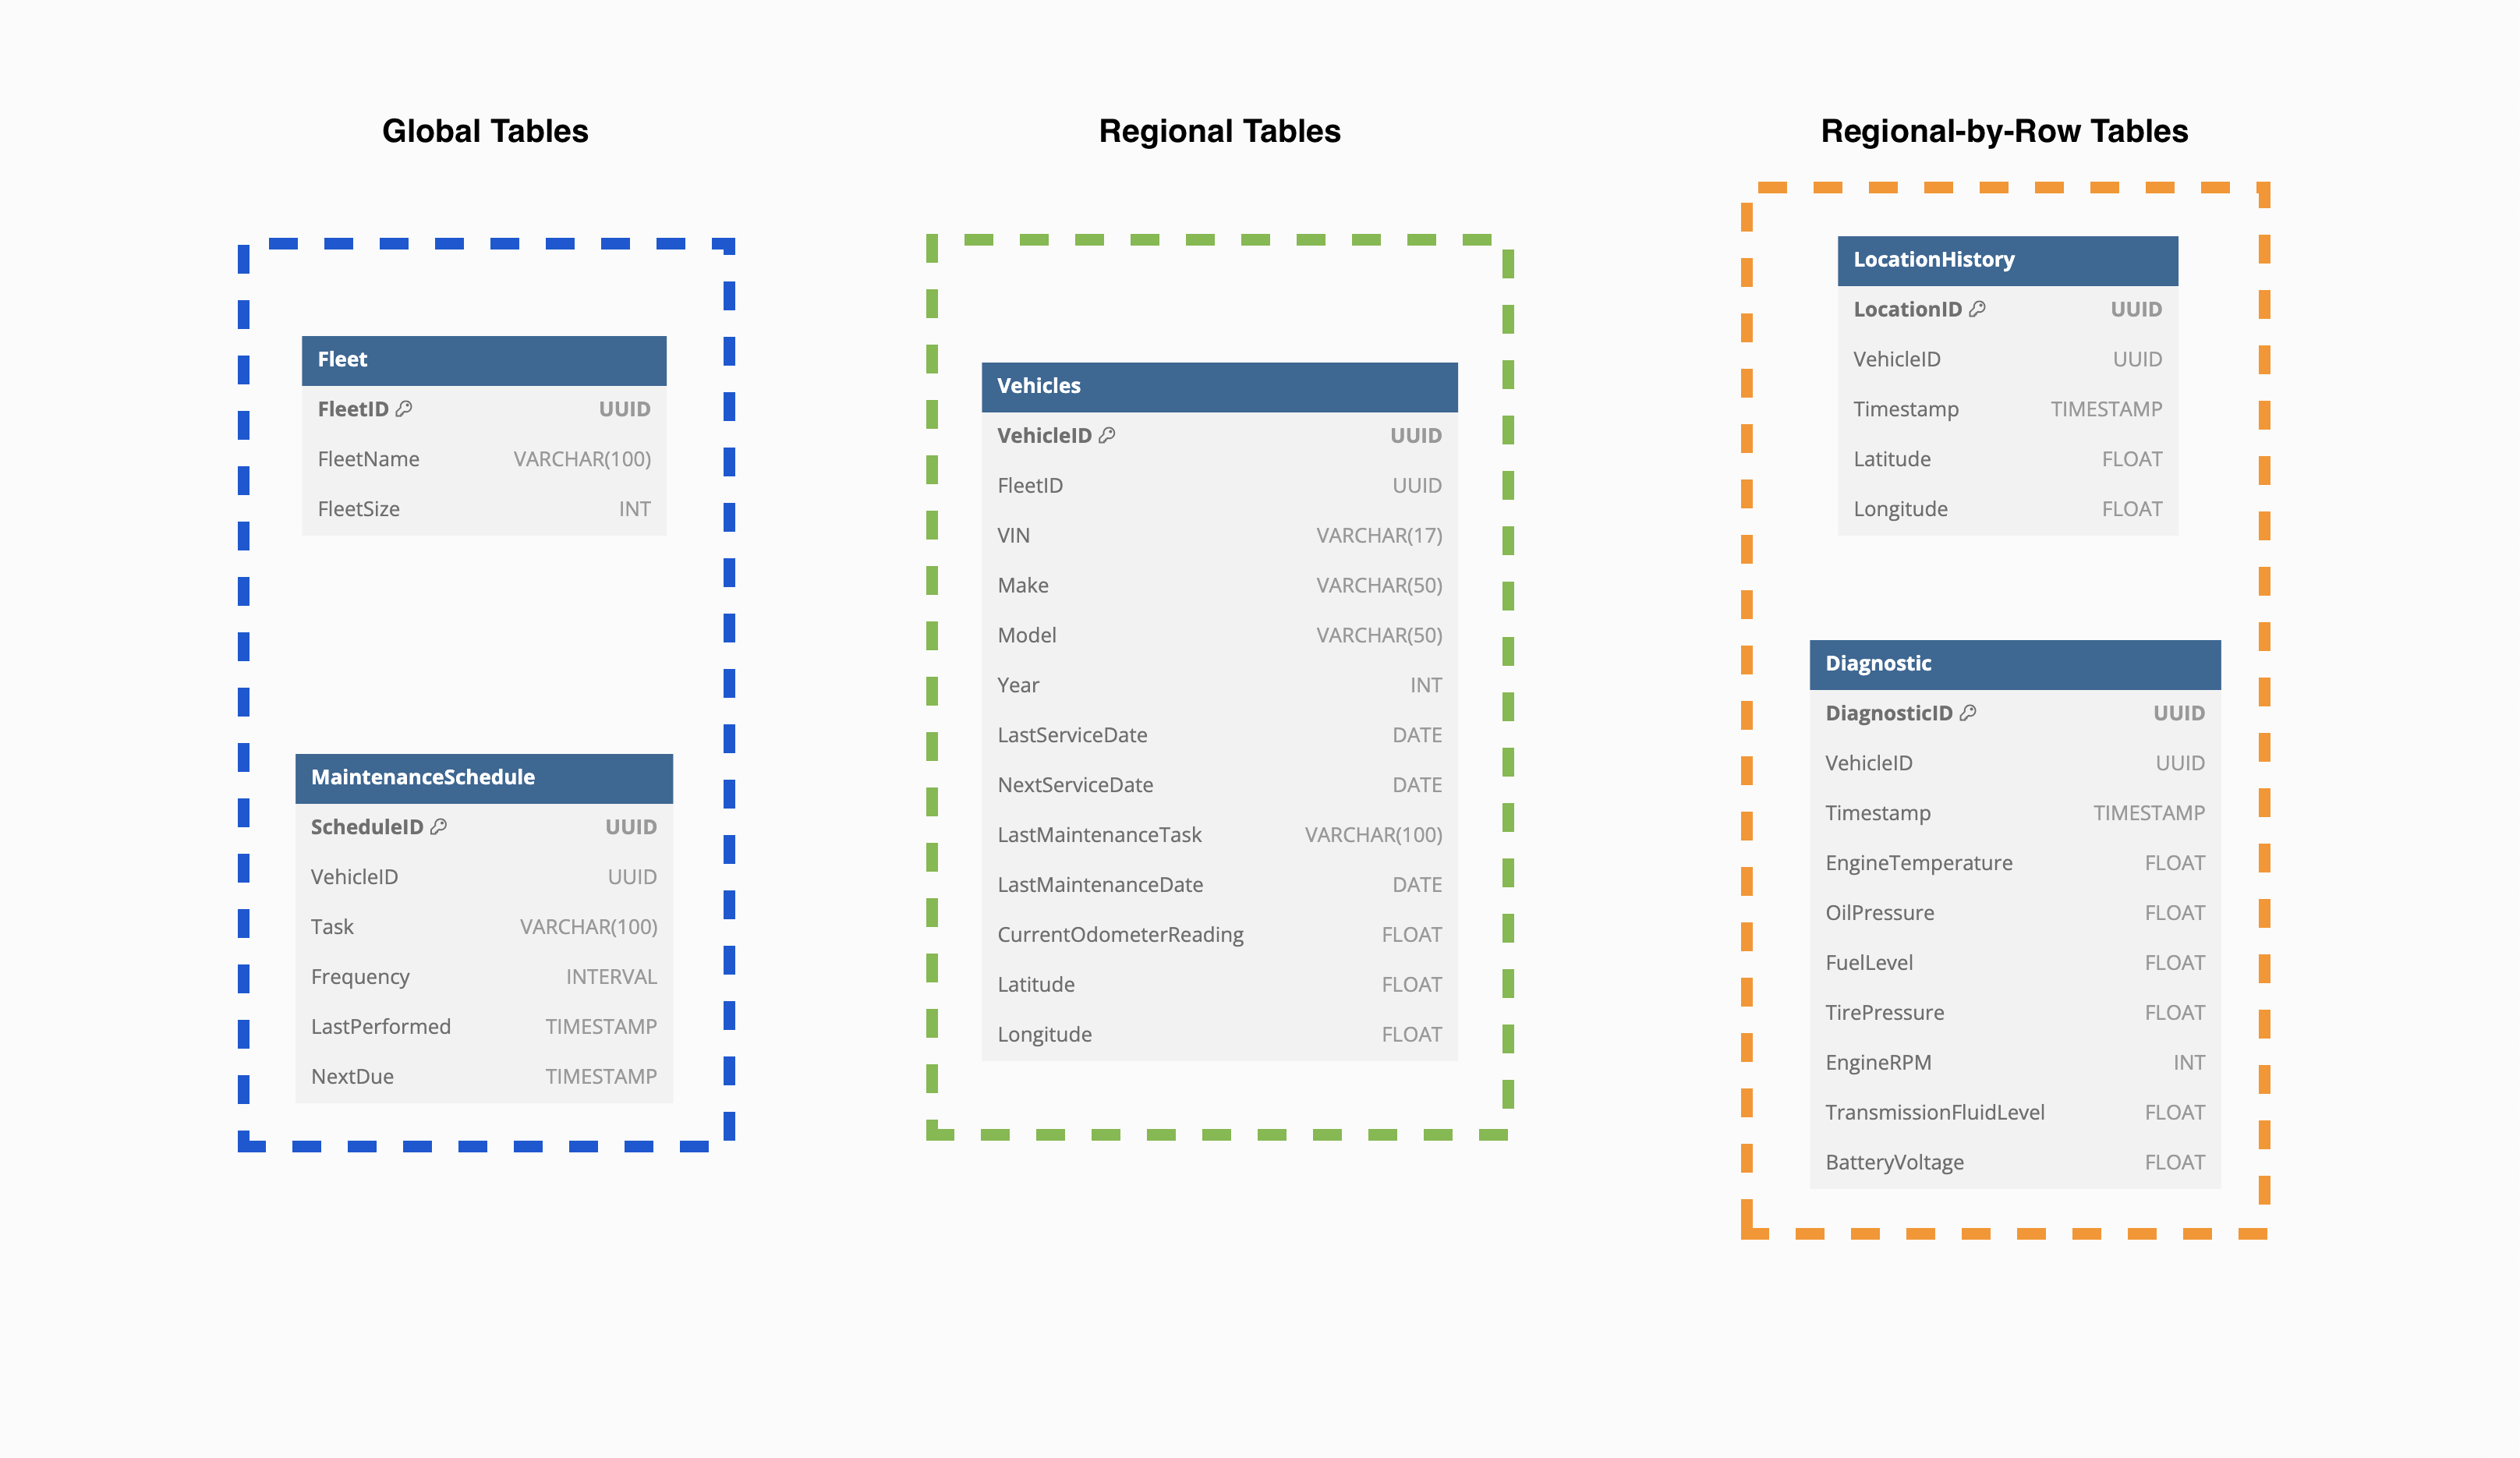 Global Tables
Fleet
FleetID UUID
FleetName VARCHAR(100)
FleetSize INT
MaintenanceSchedule
ScheduleID UUID
VehicleID UUID
Task VARCHAR(100)
Frequency INTERVAL
LastPerformed TIMESTAMP
NextDue TIMESTAMP
Regional Tables
Vehicles
VehicleID UUID
FleetID UUID
VIN VARCHAR(17)
Make VARCHAR(50)
Model VARCHAR(50)
Year INT
LastServiceDate DATE
NextServiceDate DATE
LastMaintenanceTask VARCHAR(100)
LastMaintenanceDate DATE
CurrentOdometerReading FLOAT
Latitude FLOAT
Longitude FLOAT
Regional-by-Row Tables
LocationHistory
LocationID UUID
VehicleID UUID
Timestamp TIMESTAMP
Latitude FLOAT
Longitude FLOAT
Diagnostic
DiagnosticID UUID
VehicleID UUID
Timestamp TIMESTAMP
EngineTemperature FLOAT
OilPressure FLOAT
FuelLevel FLOAT
TirePressure FLOAT
EngineRPM INT
TransmissionFluidLevel FLOAT
BatteryVoltage FLOAT